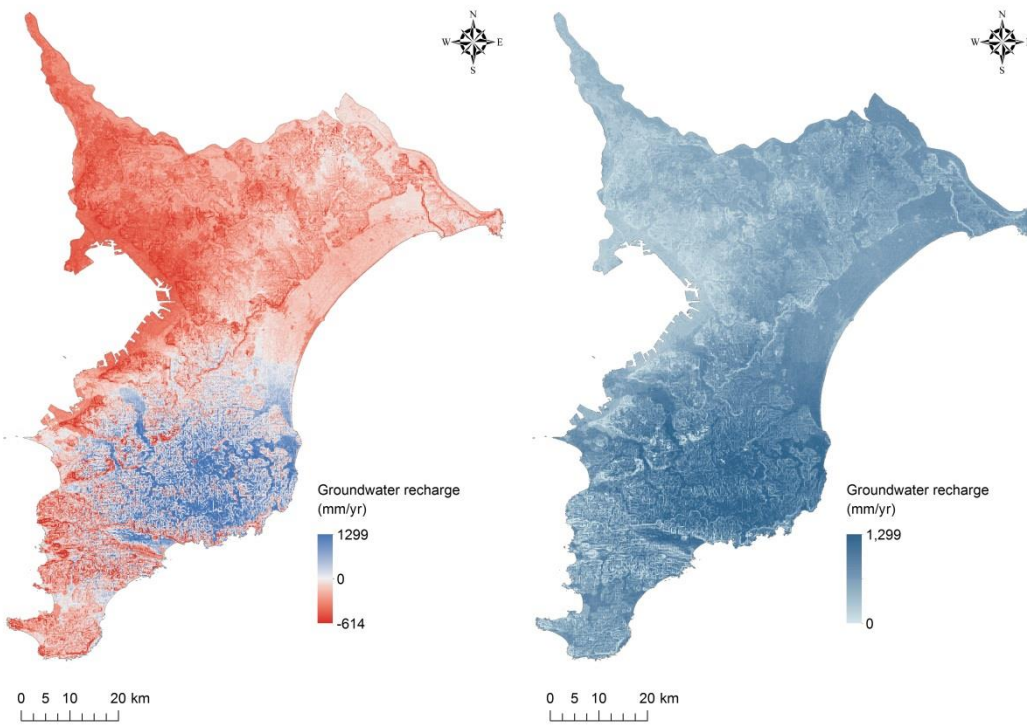 N
W E
S
Groundwater recharge
(mm/yr)
1299
0
-614
0 5 10 20 km
N
W
S
Groundwater recharge
(mm/yr)
1,299
0
0 5 10 20 km